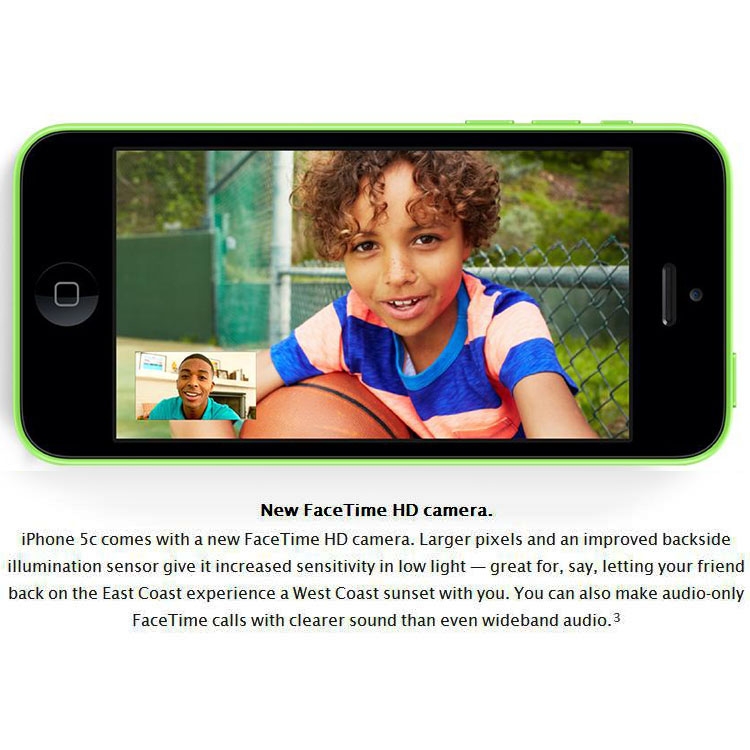 New FaceTime HD camera.
iPhone 5c comes with a new FaceTime HD camera. Larger pixels and an improved backside
illumination sensor give it increased sensitivity in low light — great for, say, letting your friend
back on the East Coast experience a West Coast sunset with you. You can also make audio-only
FaceTime calls with clearer sound than even wideband audio.³